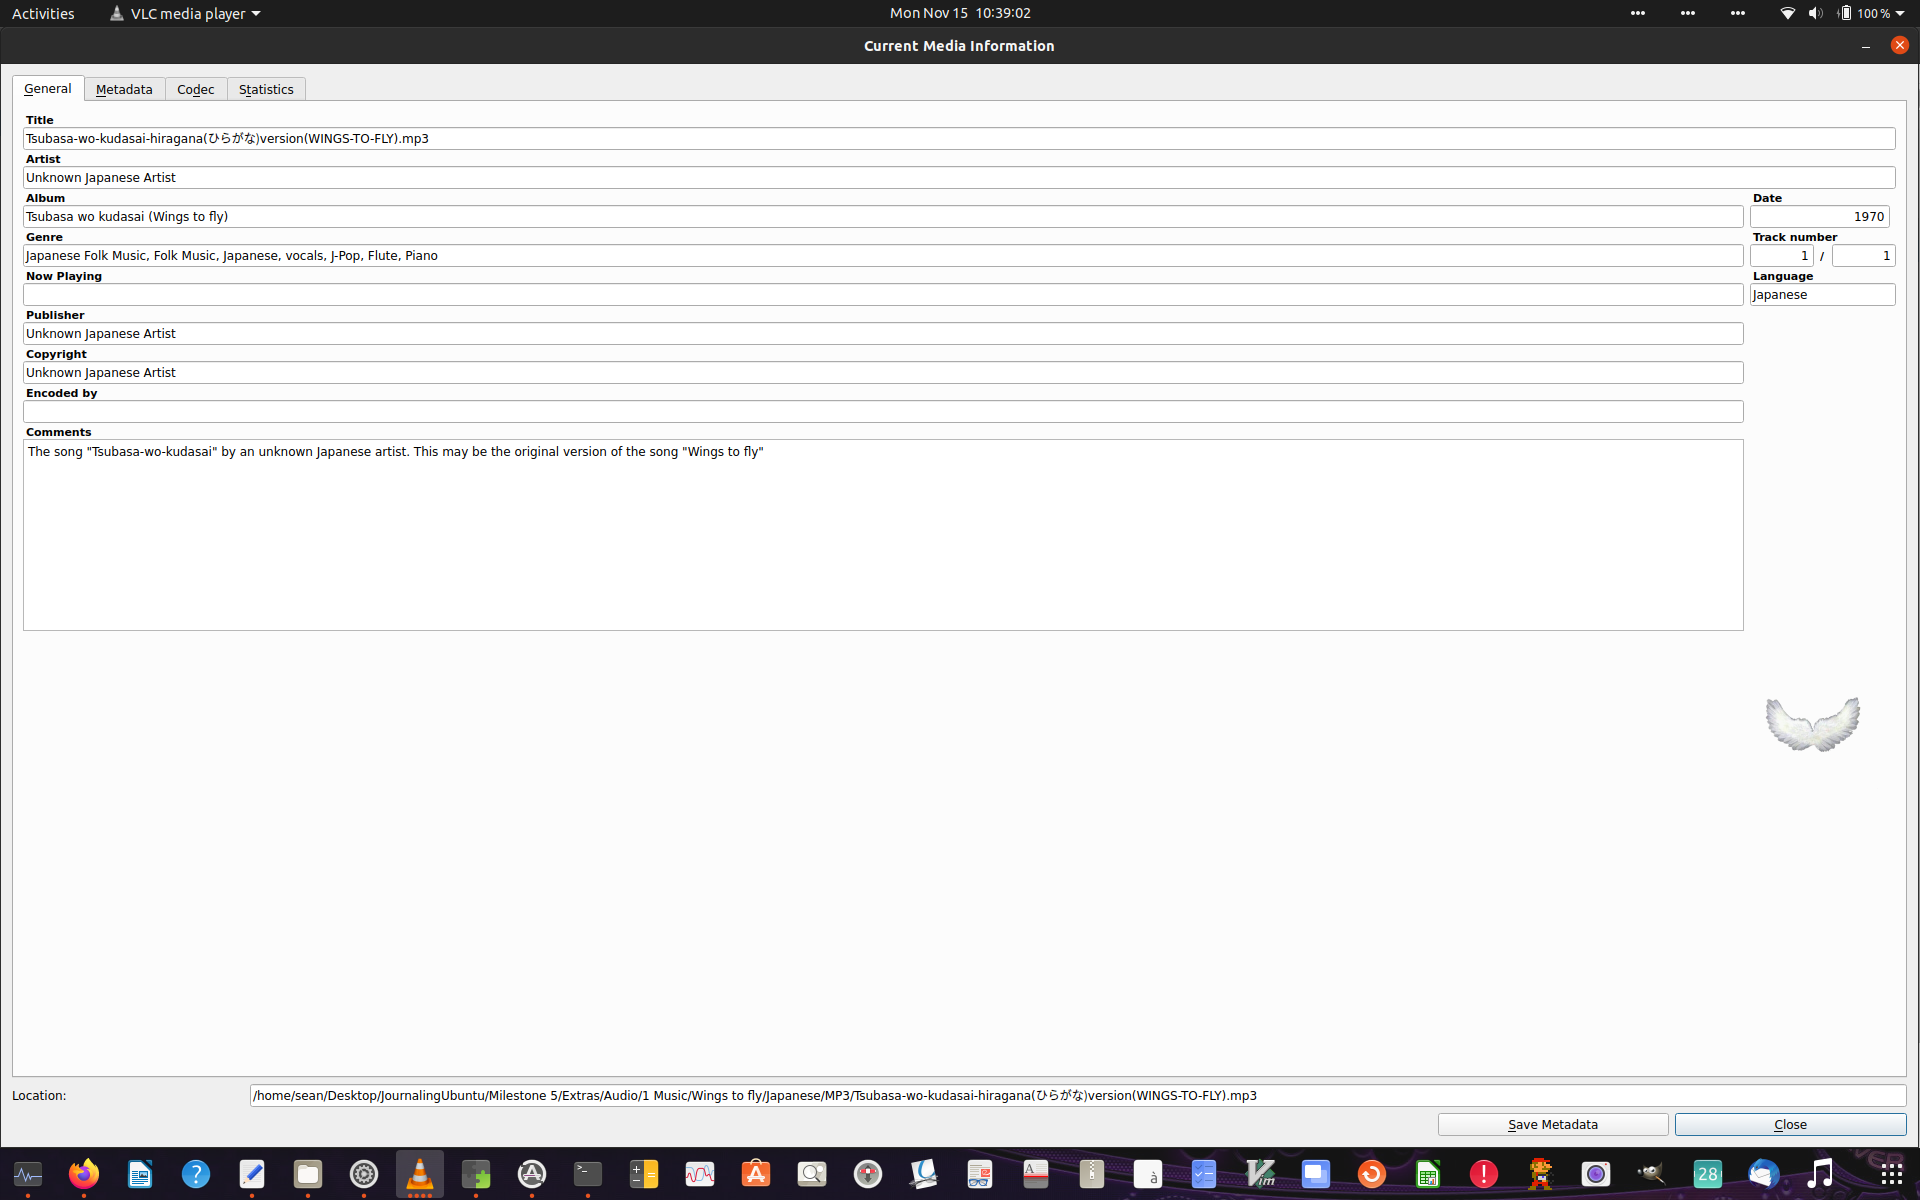 Activities VLC media player Mon Nov 15 10:39:02 100 %
Current Media Information
General Metadata Codec Statistics
Title
Tsubasa-wo-kudasai-hiragana(ひらがな)version(WINGS-TO-FLY).mp3
Artist
Unknown Japanese Artist
Album Date
Tsubasa wo kudasai (Wings to fly) 1970
Genre Track number
Japanese Folk Music, Folk Music, Japanese, vocals, J-Pop, Flute, Piano 1 / 1
Now Playing Language
Japanese
Publisher
Unknown Japanese Artist
Copyright
Unknown Japanese Artist
Encoded by
Comments
The song "Tsubasa-wo-kudasai" by an unknown Japanese artist. This may be the original version of the song "Wings to fly"
Location: /home/sean/Desktop/JournalingUbuntu/Milestone 5/Extras/Audio/1 Music/Wings to fly/Japanese/MP3/Tsubasa-wo-kudasai-hiragana(ひらがな)version(WINGS-TO-FLY).mp3
Save Metadata Close
28